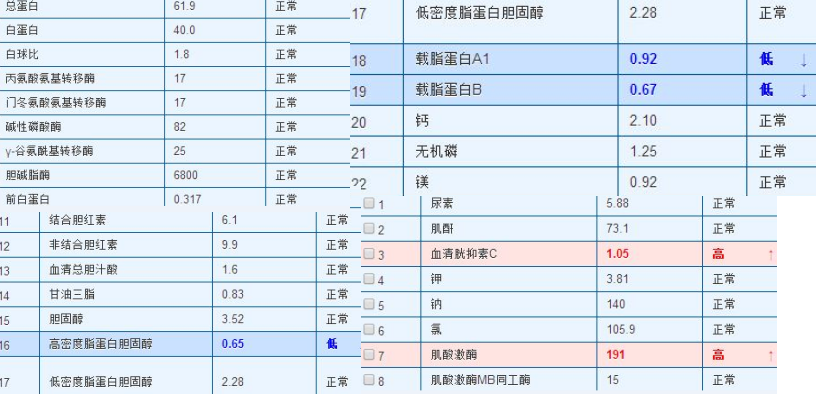 总蛋白 61.9 正常
白蛋白 40.0 正常
白球比 1.8 正常
丙氨酸氨基转移酶 17 正常
门冬氨酸氨基转移酶 17 正常
碱性磷酸酶 82 正常
γ-谷氨酰基转移酶 25 正常
胆碱脂酶 6800 正常
前白蛋白 0.317 正常
11 结合胆红素 6.1 正常
12 非结合胆红素 9.9 正常
13 血清总胆汁酸 1.6 正常
14 甘油三脂 0.83 正常
15 胆固醇 3.52 正常
16 高密度脂蛋白胆固醇 0.65 低
17 低密度脂蛋白胆固醇 2.28 正常
17 低密度脂蛋白胆固醇 2.28 正常
18 载脂蛋白A1 0.92 低 ↓
19 载脂蛋白B 0.67 低 ↓
20 钙 2.10 正常
21 无机磷 1.25 正常
22 镁 0.92 正常
1 尿素 5.88 正常
2 肌酐 73.1 正常
3 血清胱抑素C 1.05 高 ↑
4 钾 3.81 正常
5 钠 140 正常
6 氯 105.9 正常
7 肌酸激酶 191 高 ↑
8 肌酸激酶MB同工酶 15 正常